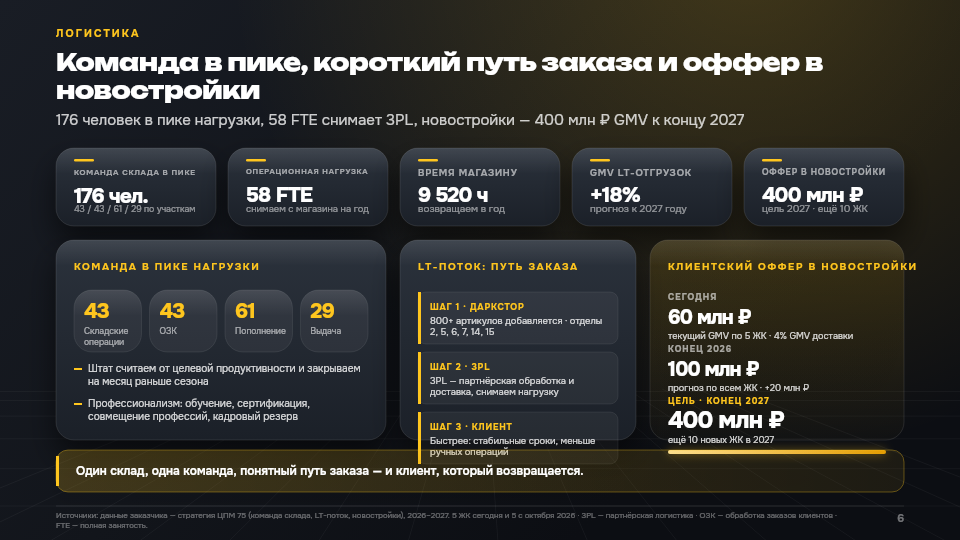 ЛОГИСТИКА
Команда в пике, короткий путь заказа и оффер в
новостройки
176 человек в пике нагрузки, 58 FTE снимает 3PL, новостройки — 400 млн ₽ GMV к концу 2027
КОМАНДА СКЛАДА В ПИКЕ
176 чел.
43 / 43 / 61 / 29 по участкам
ОПЕРАЦИОННАЯ НАГРУЗКА
58 FTE
снимаем с магазина на год
ВРЕМЯ МАГАЗИНУ
9 520 ч
возвращаем в год
GMV LT-ОТГРУЗОК
+18%
прогноз к 2027 году
ОФФЕР В НОВОСТРОЙКИ
400 млн ₽
цель 2027 · ещё 10 ЖК
КОМАНДА В ПИКЕ НАГРУЗКИ
43
Складские
операции
43
ОЗК
61
Пополнение
29
Выдача
Штат считаем от целевой продуктивности и закрываем
на месяц раньше сезона
Профессионализм: обучение, сертификация,
совмещение профессий, кадровый резерв
LT-ПОТОК: ПУТЬ ЗАКАЗА
ШАГ 1 · ДАРКСТОР
800+ артикулов добавляется · отделы
2, 5, 6, 7, 14, 15
ШАГ 2 · 3PL
3PL — партнёрская обработка и
доставка, снимаем нагрузку
ШАГ 3 · КЛИЕНТ
Быстрее: стабильные сроки, меньше
ручных операций
КЛИЕНТСКИЙ ОФФЕР В НОВОСТРОЙКИ
СЕГОДНЯ
60 млн ₽
текущий GMV по 5 ЖК · 4% GMV доставки
КОНЕЦ 2026
100 млн ₽
прогноз по всем ЖК · +20 млн ₽
ЦЕЛЬ · КОНЕЦ 2027
400 млн ₽
ещё 10 новых ЖК в 2027
Один склад, одна команда, понятный путь заказа — и клиент, который возвращается.
Источники: данные заказчика — стратегия ЦПМ 75 (команда склада, LT-поток, новостройки), 2026–2027. 5 ЖК сегодня и 5 с октября 2026 · 3PL — партнёрская логистика · ОЗК — обработка заказов клиентов ·
FTE — полная занятость.
6